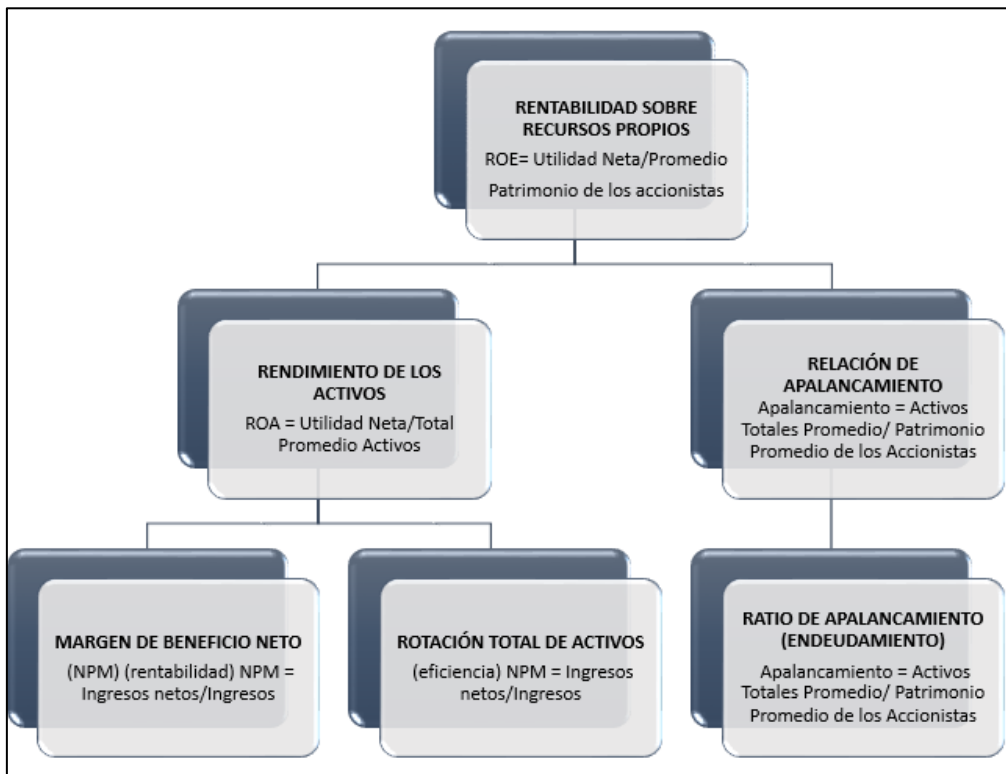 RENTABILIDAD SOBRE
RECURSOS PROPIOS
ROE= Utilidad Neta/Promedio
Patrimonio de los accionistas
RENDIMIENTO DE LOS
ACTIVOS
ROA = Utilidad Neta/Total
Promedio Activos
RELACIÓN DE
APALANCAMIENTO
Apalancamiento = Activos
Totales Promedio/ Patrimonio
Promedio de los Accionistas
MARGEN DE BENEFICIO NETO
(NPM) (rentabilidad) NPM =
Ingresos netos/Ingresos
ROTACIÓN TOTAL DE ACTIVOS
(eficiencia) NPM = Ingresos
netos/Ingresos
RATIO DE APALANCAMIENTO
(ENDEUDAMIENTO)
Apalancamiento = Activos
Totales Promedio/ Patrimonio
Promedio de los Accionistas